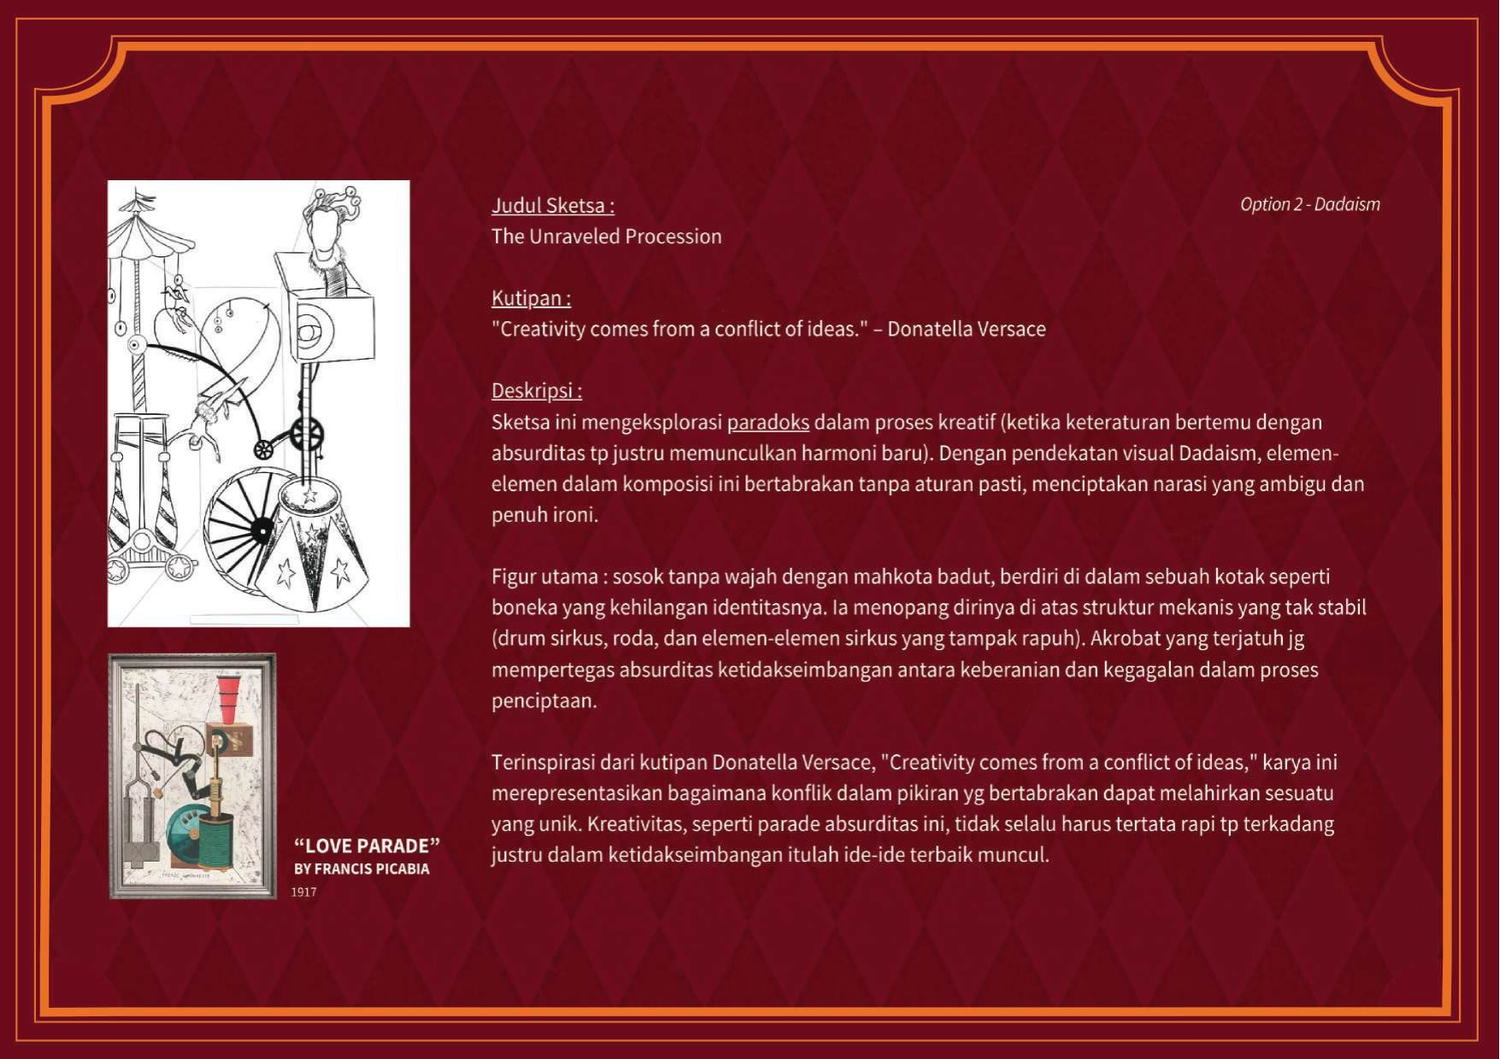 Option 2 - Dadaism
Judul Sketsa :
The Unraveled Procession
Kutipan :
"Creativity comes from a conflict of ideas." – Donatella Versace
Deskripsi :
Sketsa ini mengeksplorasi paradoks dalam proses kreatif (ketika keteraturan bertemu dengan
absurditas tp justru memunculkan harmoni baru). Dengan pendekatan visual Dadaism, elemen-
elemen dalam komposisi ini bertabrakan tanpa aturan pasti, menciptakan narasi yang ambigu dan
penuh ironi.
Figur utama : sosok tanpa wajah dengan mahkota badut, berdiri di dalam sebuah kotak seperti
boneka yang kehilangan identitasnya. Ia menopang dirinya di atas struktur mekanis yang tak stabil
(drum sirkus, roda, dan elemen-elemen sirkus yang tampak rapuh). Akrobat yang terjatuh jg
mempertegas absurditas ketidakseimbangan antara keberanian dan kegagalan dalam proses
penciptaan.
Terinspirasi dari kutipan Donatella Versace, "Creativity comes from a conflict of ideas," karya ini
merepresentasikan bagaimana konflik dalam pikiran yg bertabrakan dapat melahirkan sesuatu
yang unik. Kreativitas, seperti parade absurditas ini, tidak selalu harus tertata rapi tp terkadang
justru dalam ketidakseimbangan itulah ide-ide terbaik muncul.
“LOVE PARADE”
BY FRANCIS PICABIA
1917